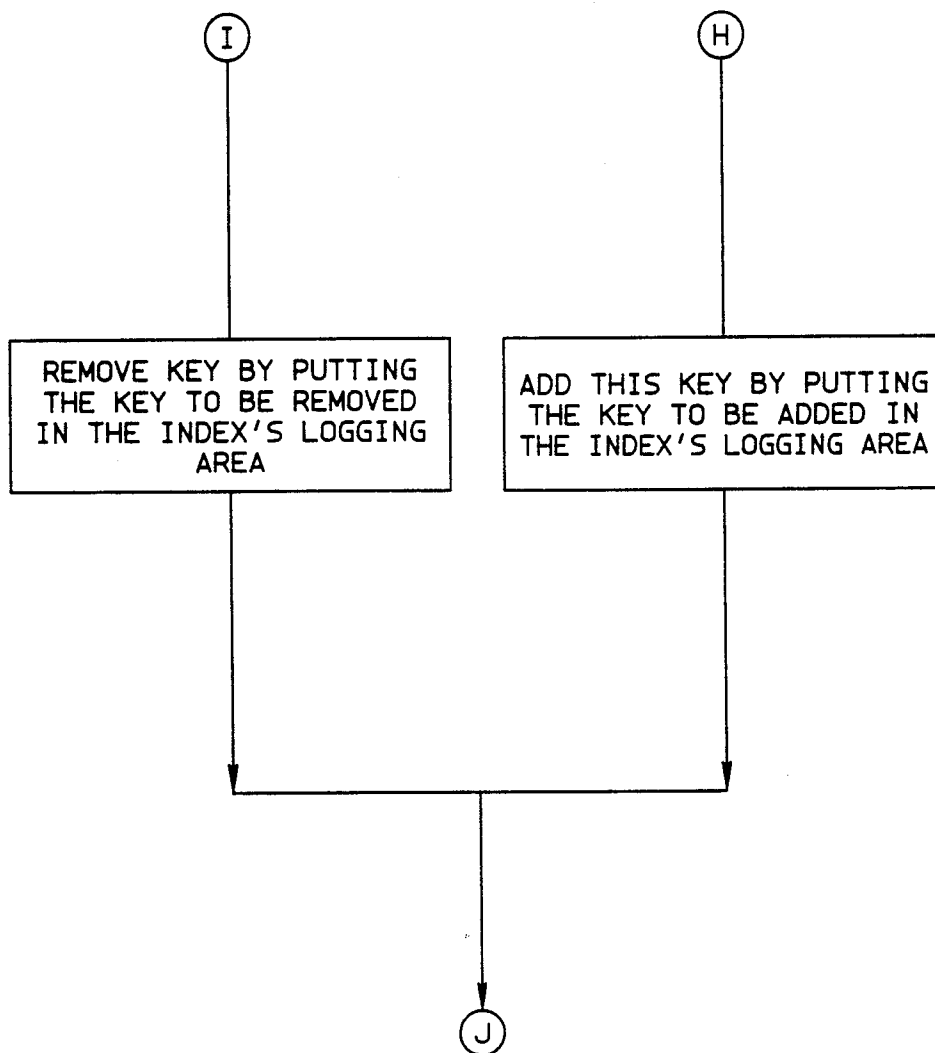 I
H
REMOVE KEY BY PUTTING
THE KEY TO BE REMOVED
IN THE INDEX'S LOGGING
AREA
ADD THIS KEY BY PUTTING
THE KEY TO BE ADDED IN
THE INDEX'S LOGGING AREA
J